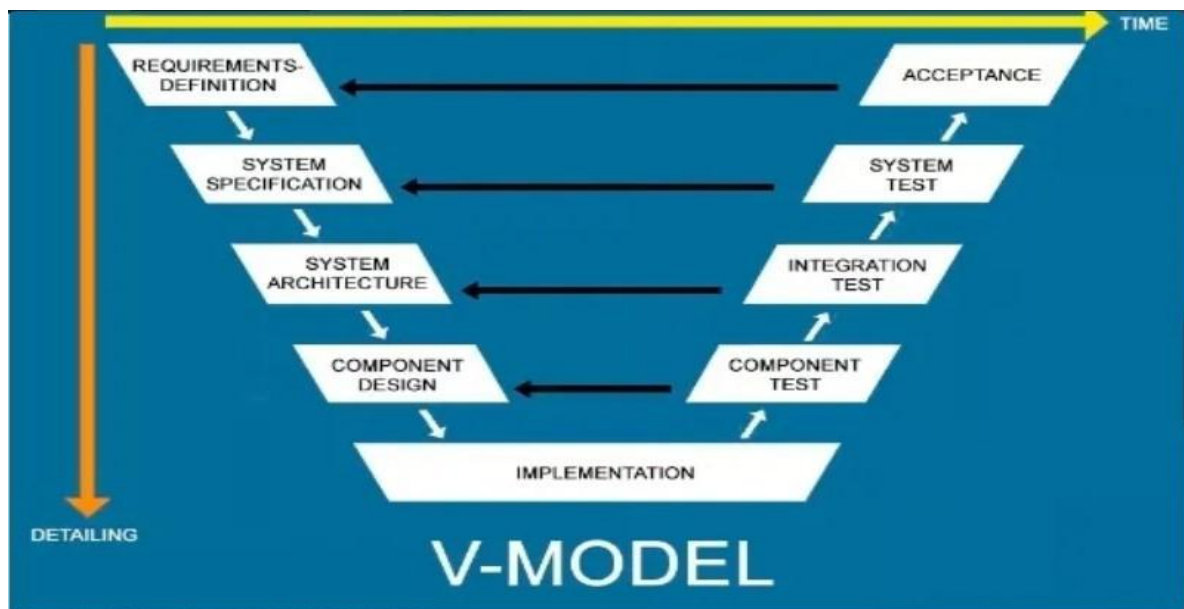 TIME
REQUIREMENTS-
DEFINITION
ACCEPTANCE
SYSTEM
SPECIFICATION
SYSTEM
TEST
SYSTEM
ARCHITECTURE
INTEGRATION
TEST
COMPONENT
DESIGN
COMPONENT
TEST
IMPLEMENTATION
DETAILING
V-MODEL